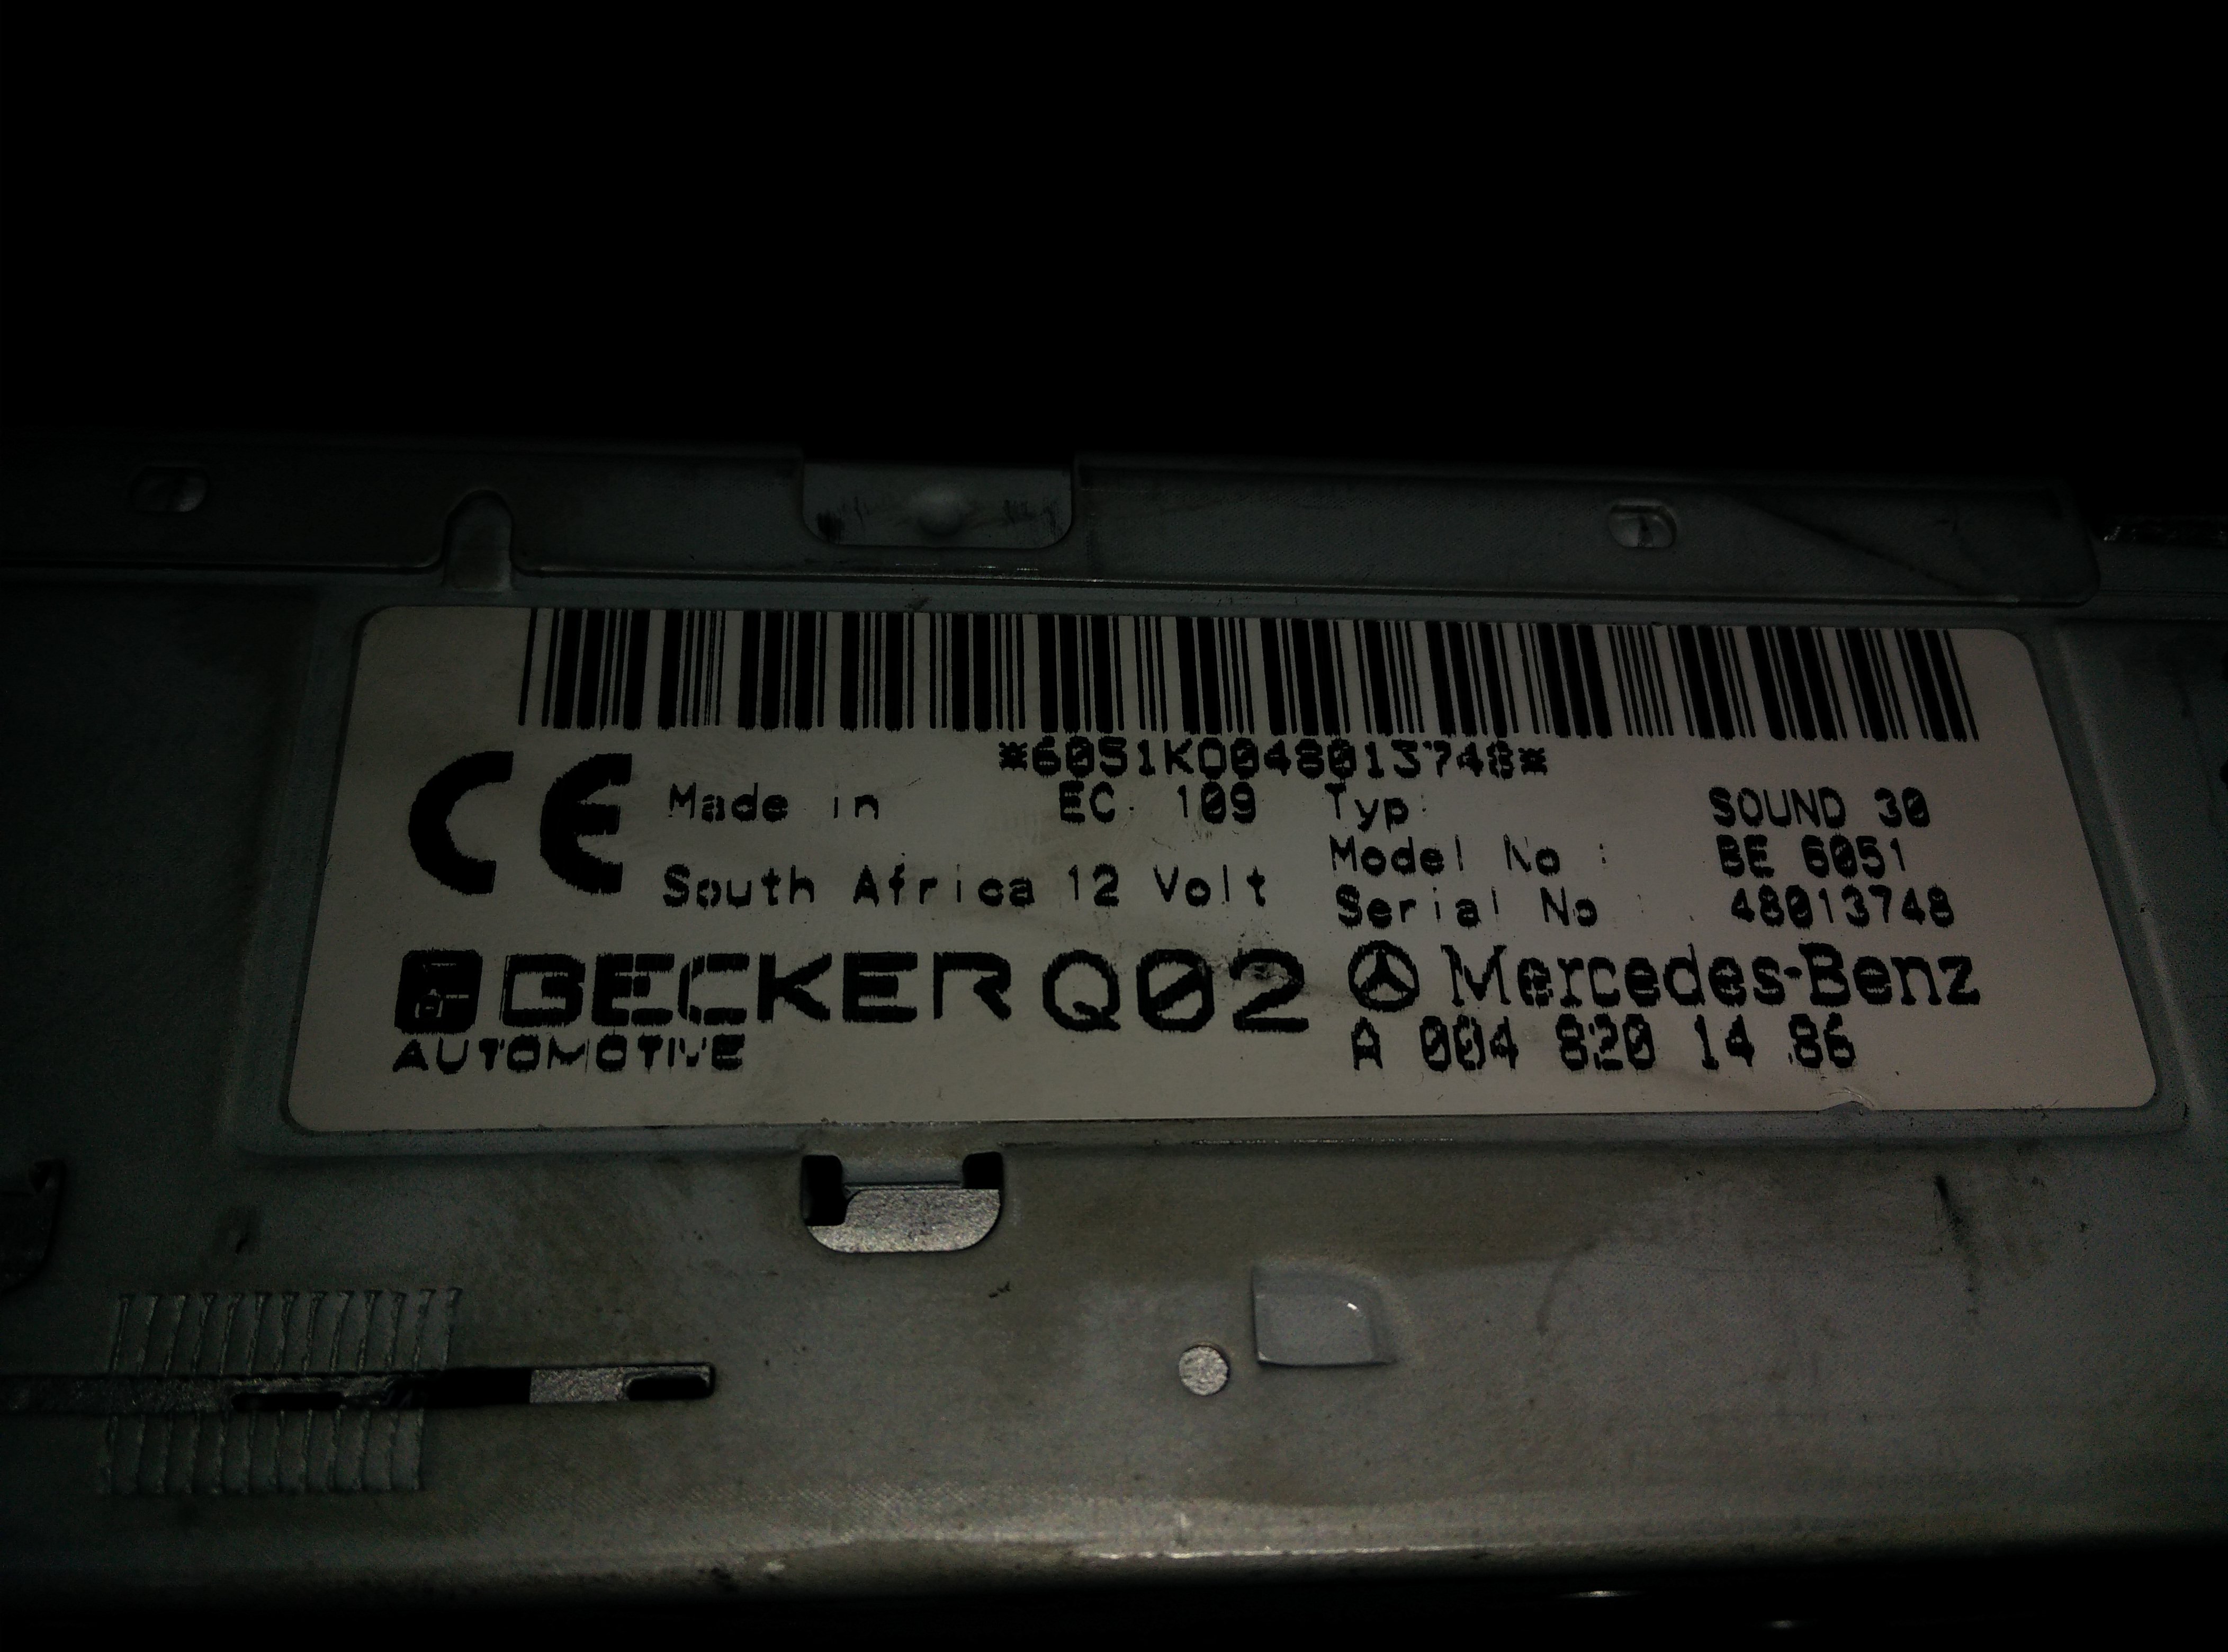 *6051KD048013748*
CE Made in EC 109 Typ: SOUND 30
Model No : BE 6051
South Africa 12 Volt Serial No : 48013748
BECKER Q02 Mercedes-Benz
AUTOMOTIVE A 004 820 14 86